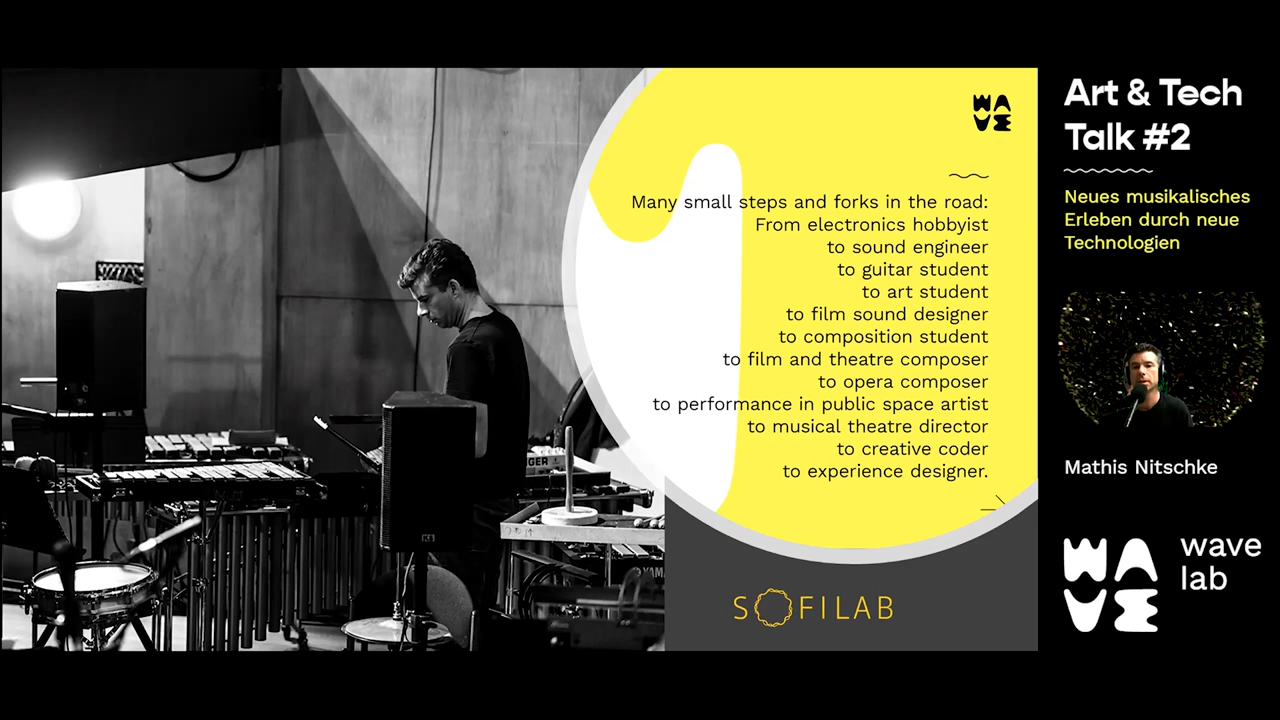 WAVE
Many small steps and forks in the road:
From electronics hobbyist
to sound engineer
to guitar student
to art student
to film sound designer
to composition student
to film and theatre composer
to opera composer
to performance in public space artist
to musical theatre director
to creative coder
to experience designer.
SOFILAB
Art & Tech
Talk #2
Neues musikalisches
Erleben durch neue
Technologien
Mathis Nitschke
WAVE
wave
lab